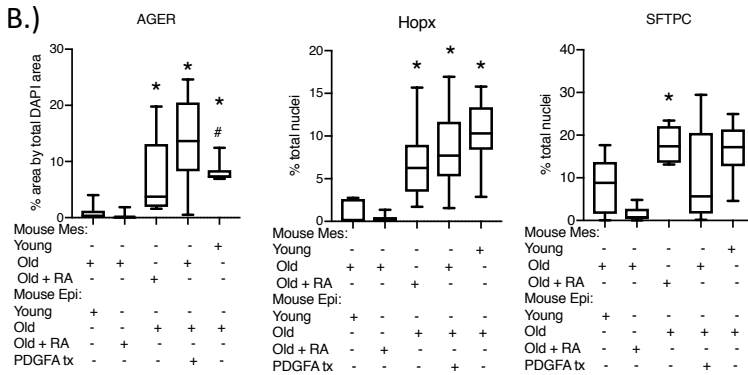 B.)
AGER
% area by total DAPI area
30
20
10
0
* * * #
Mouse Mes:
Young - - - - +
Old + + - + -
Old + RA - - + - -
Mouse Epi:
Young + - - - -
Old - - + + +
Old + RA - + - - -
PDGFA tx - - - + -
Hopx
% total nuclei
20
15
10
5
0
* * *
Mouse Mes:
Young - - - - +
Old + + - + -
Old + RA - - + - -
Mouse Epi:
Young + - - - -
Old - - + + +
Old + RA - + - - -
PDGFA tx - - - + -
SFTPC
% total nuclei
40
30
20
10
0
*
Mouse Mes:
Young - - - - +
Old + + - + -
Old + RA - - + - -
Mouse Epi:
Young + - - - -
Old - - + + +
Old + RA - + - - -
PDGFA tx - - - + -